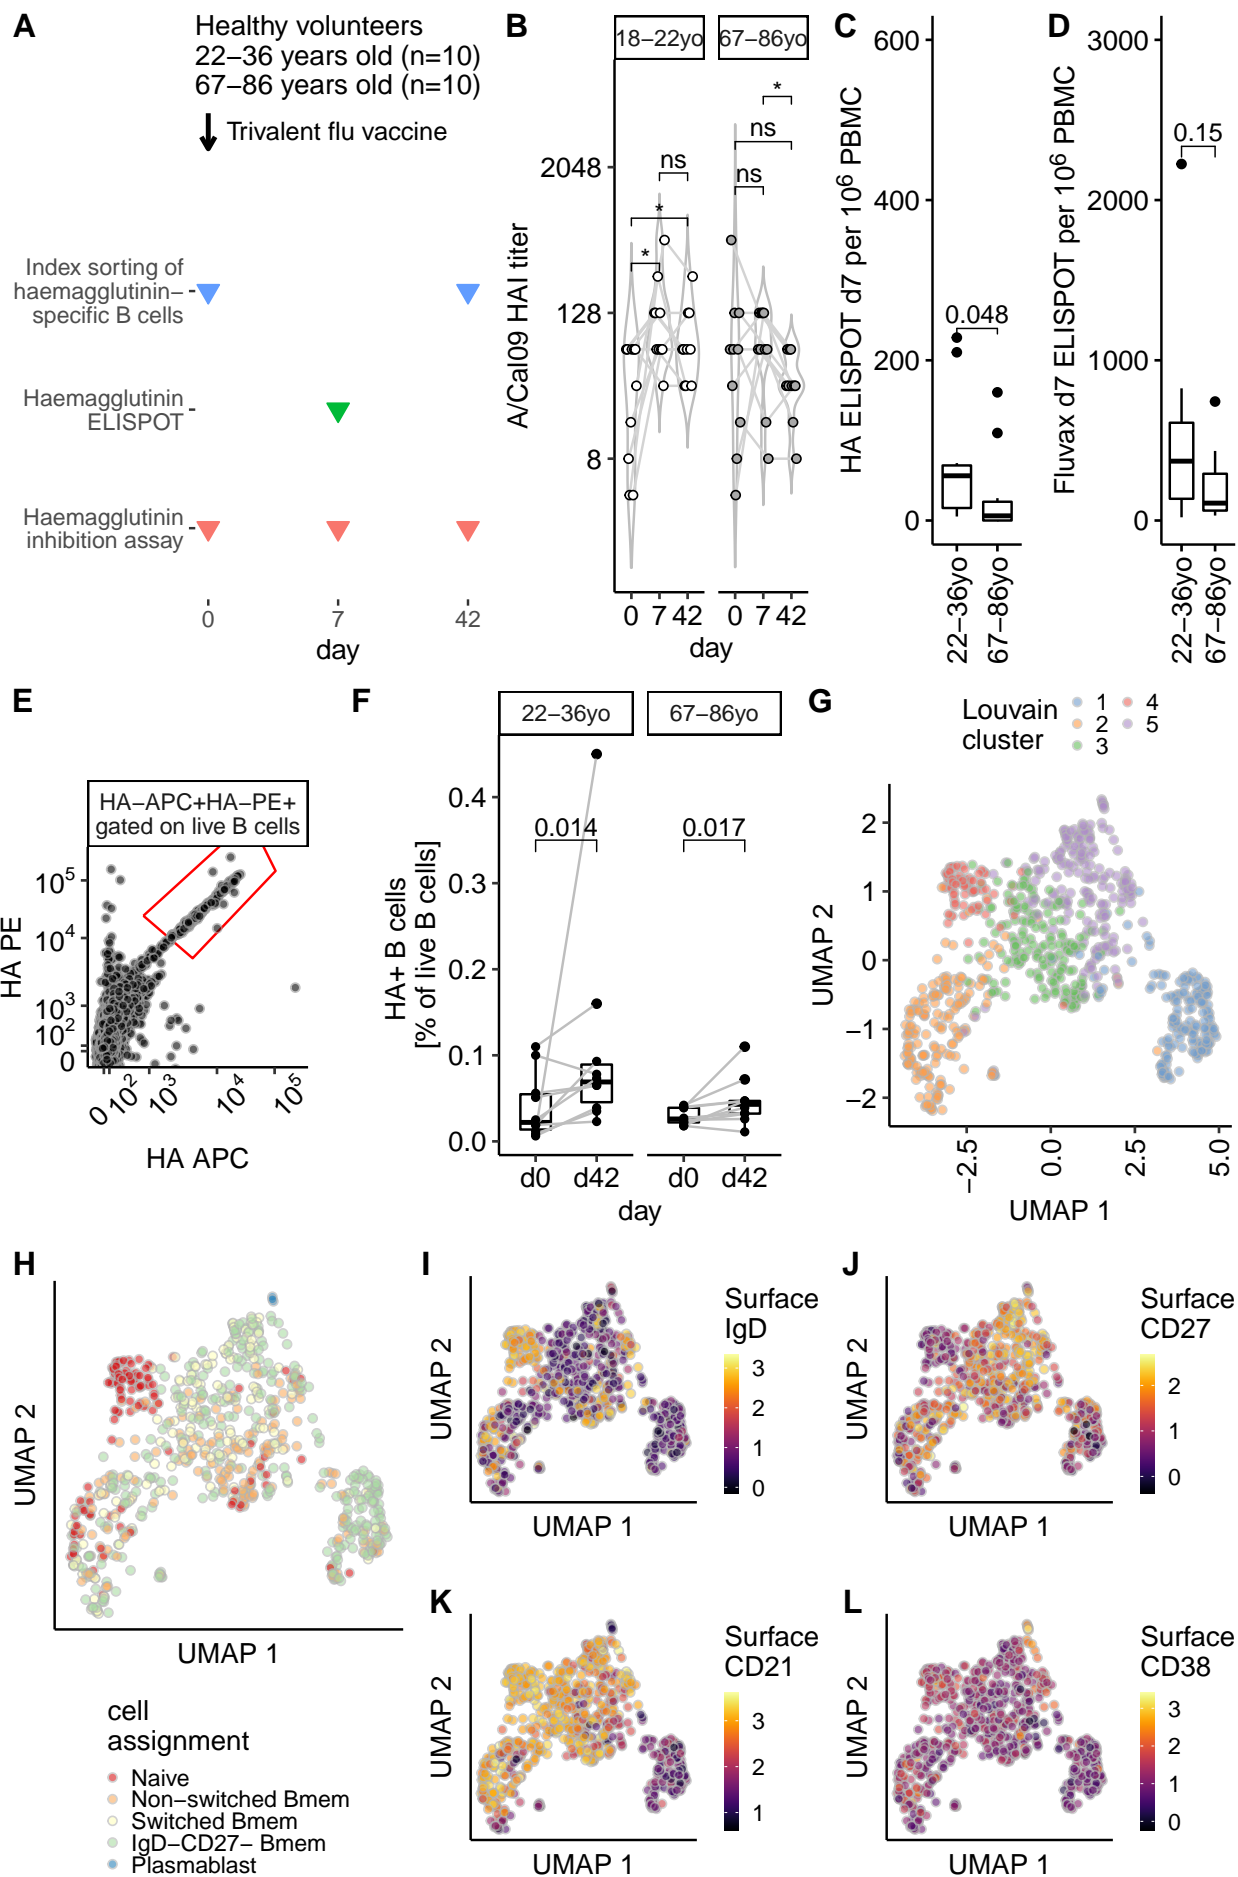 A
Healthy volunteers
22−36 years old (n=10)
67−86 years old (n=10)
Trivalent flu vaccine
Index sorting of
haemagglutinin−
specific B cells
Haemagglutinin
ELISPOT
Haemagglutinin
inhibition assay
0
7
42
day
B
18−22yo
67−86yo
A/Cal09 HAI titer
2048
128
8
*
*
ns
ns
ns
*
0 7 42
0 7 42
day
C
HA ELISPOT d7 per 10⁶ PBMC
600
400
200
0
0.048
22−36yo
67−86yo
D
Fluvax d7 ELISPOT per 10⁶ PBMC
3000
2000
1000
0
0.15
22−36yo
67−86yo
E
HA−APC+HA−PE+
gated on live B cells
HA PE
10⁵
10⁴
10³
10²
0
0
10²
10³
10⁴
10⁵
HA APC
F
22−36yo
67−86yo
HA+ B cells
[% of live B cells]
0.4
0.3
0.2
0.1
0.0
0.014
0.017
d0 d42
d0 d42
day
G
Louvain
cluster
1
2
3
4
5
UMAP 2
2
1
0
−1
−2
−2.5
0.0
2.5
5.0
UMAP 1
H
UMAP 2
UMAP 1
cell
assignment
Naive
Non−switched Bmem
Switched Bmem
IgD−CD27− Bmem
Plasmablast
I
UMAP 2
UMAP 1
Surface
IgD
3
2
1
0
J
UMAP 2
UMAP 1
Surface
CD27
2
1
0
K
UMAP 2
UMAP 1
Surface
CD21
3
2
1
L
UMAP 2
UMAP 1
Surface
CD38
3
2
1
0